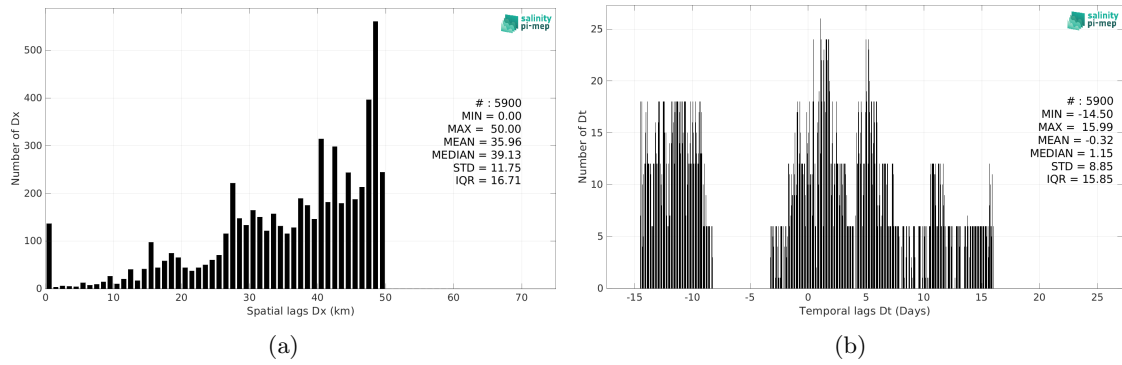 salinity
pi-mep
500
400
300
200
100
0
Number of Dx
# : 5900
MIN = 0.00
MAX = 50.00
MEAN = 35.96
MEDIAN = 39.13
STD = 11.75
IQR = 16.71
0 10 20 30 40 50 60 70
Spatial lags Dx (km)
(a)
salinity
pi-mep
25
20
15
10
5
0
Number of Dt
# : 5900
MIN = -14.50
MAX = 15.99
MEAN = -0.32
MEDIAN = 1.15
STD = 8.85
IQR = 15.85
-15 -10 -5 0 5 10 15 20 25
Temporal lags Dt (Days)
(b)